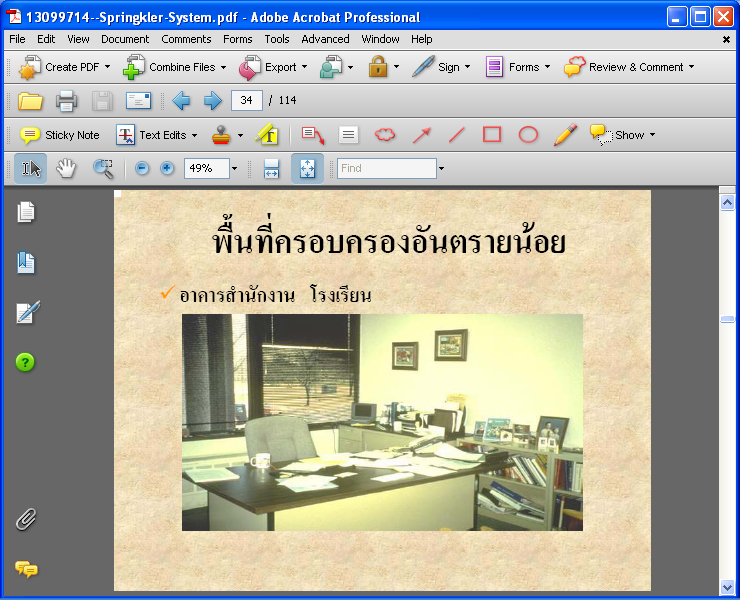 13099714--Springkler-System.pdf - Adobe Acrobat Professional
File Edit View Document Comments Forms Tools Advanced Window Help
Create PDF Combine Files Export Sign Forms Review & Comment
34 / 114
Sticky Note Text Edits T Show
49% Find
พื้นที่ครอบครองอันตรายน้อย
อาคารสำนักงาน โรงเรียน